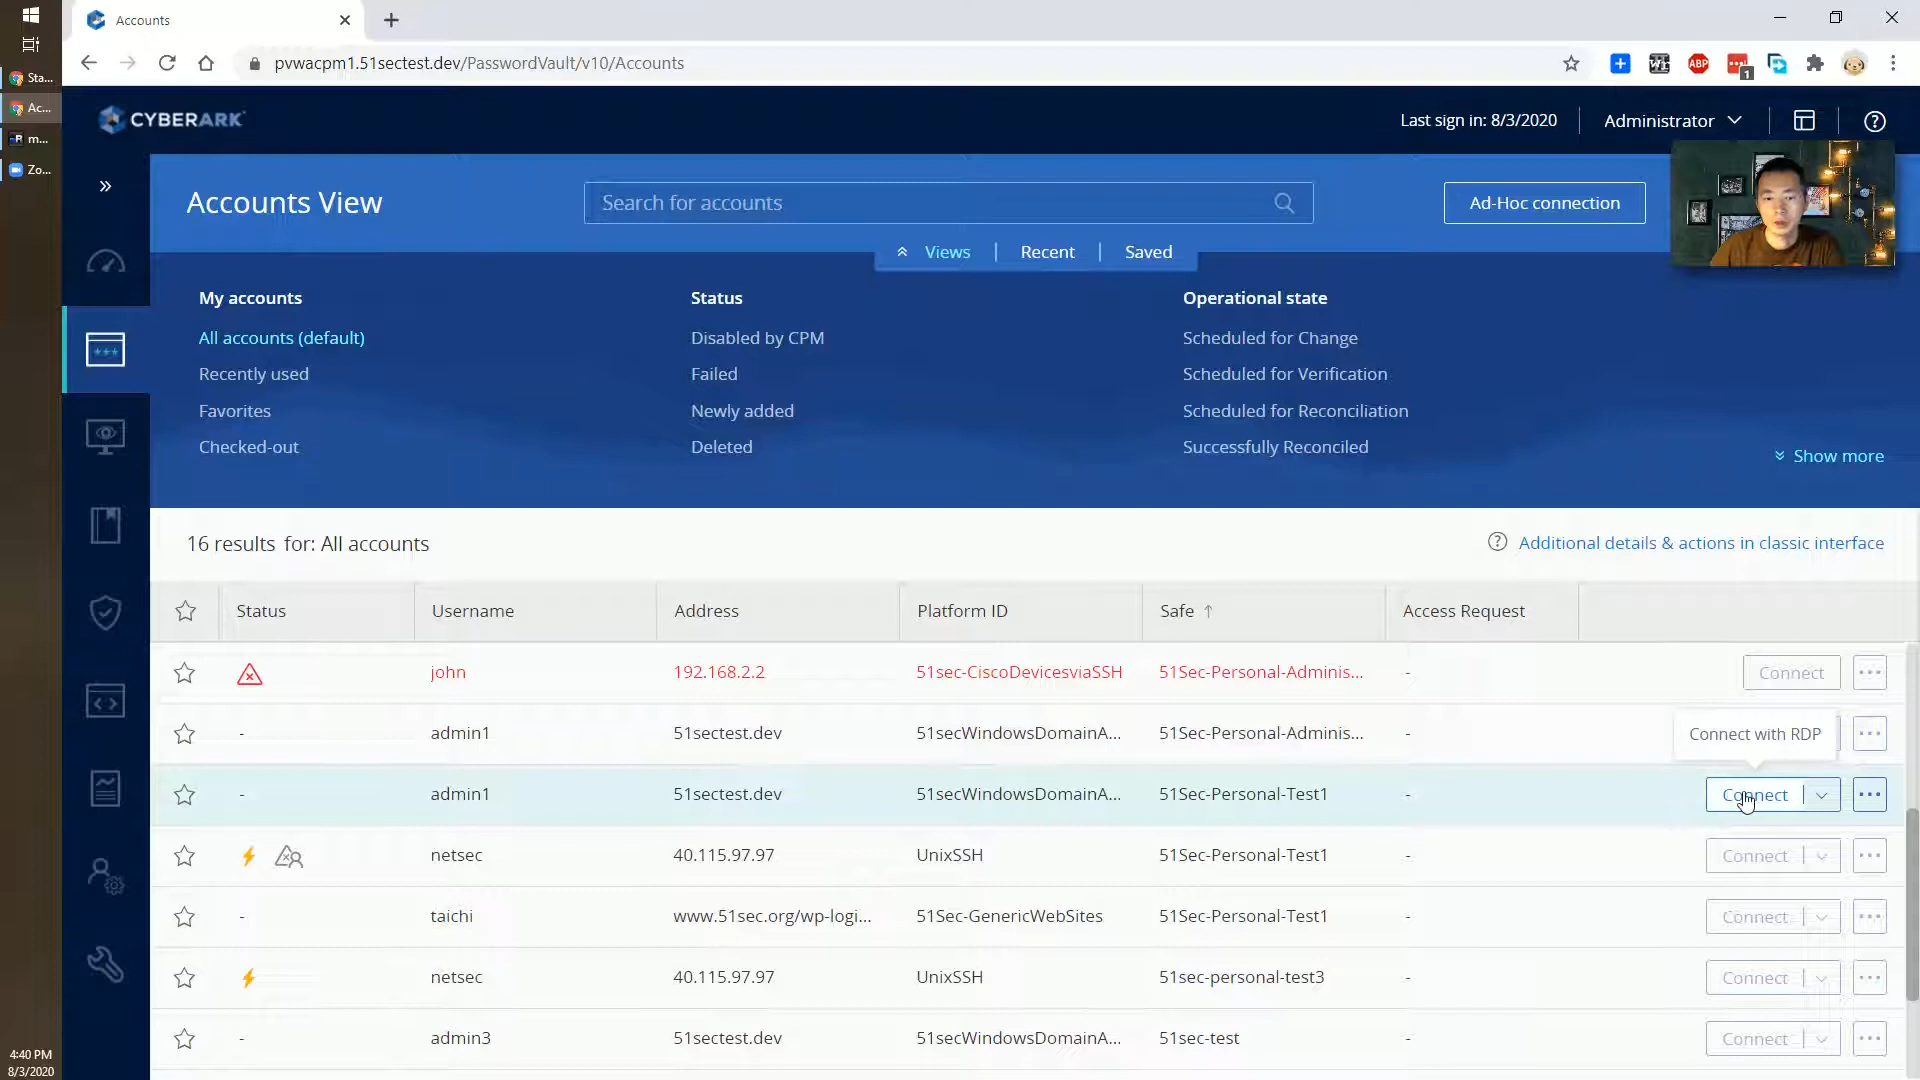 Accounts
Sta...
Ac...
m...
Zo...
pvwacpm1.51sectest.dev/PasswordVault/v10/Accounts
ABP
1
CYBERARK
Last sign in: 8/3/2020
Administrator
Accounts View
Search for accounts
Ad-Hoc connection
Views
Recent
Saved
My accounts
Status
Operational state
All accounts (default)
Disabled by CPM
Scheduled for Change
Recently used
Failed
Scheduled for Verification
Favorites
Newly added
Scheduled for Reconciliation
Checked-out
Deleted
Successfully Reconciled
Show more
16 results for: All accounts
Additional details & actions in classic interface
Status Username Address Platform ID Safe ↑ Access Request
john 192.168.2.2 51sec-CiscoDevicesviaSSH 51Sec-Personal-Adminis... - Connect ...
- admin1 51sectest.dev 51secWindowsDomainA... 51Sec-Personal-Adminis... - ...
Connect with RDP
- admin1 51sectest.dev 51secWindowsDomainA... 51Sec-Personal-Test1 - Connect ...
netsec 40.115.97.97 UnixSSH 51Sec-Personal-Test1 - Connect ...
- taichi www.51sec.org/wp-logi... 51Sec-GenericWebSites 51Sec-Personal-Test1 - Connect ...
netsec 40.115.97.97 UnixSSH 51sec-personal-test3 - Connect ...
- admin3 51sectest.dev 51secWindowsDomainA... 51sec-test - Connect ...
4:40 PM
8/3/2020